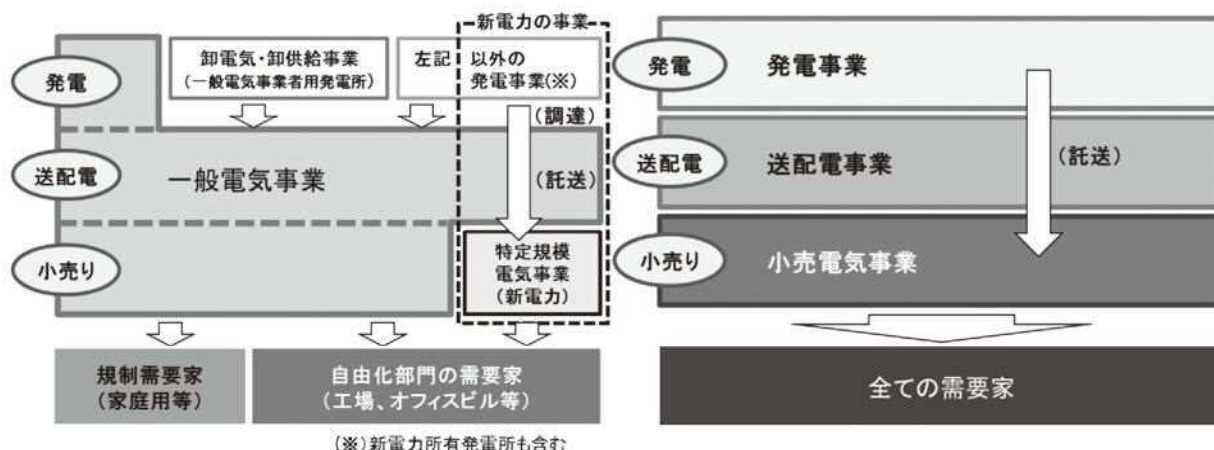 新電力の事業
発電
卸電気・卸供給事業
(一般電気事業者用発電所)
左記 以外の
発電事業(※)
(調達)
送配電
一般電気事業
(託送)
小売り
特定規模
電気事業
(新電力)
規制需要家
(家庭用等)
自由化部門の需要家
(工場、オフィスビル等)
(※)新電力所有発電所も含む
発電
発電事業
送配電
送配電事業
(託送)
小売り
小売電気事業
全ての需要家